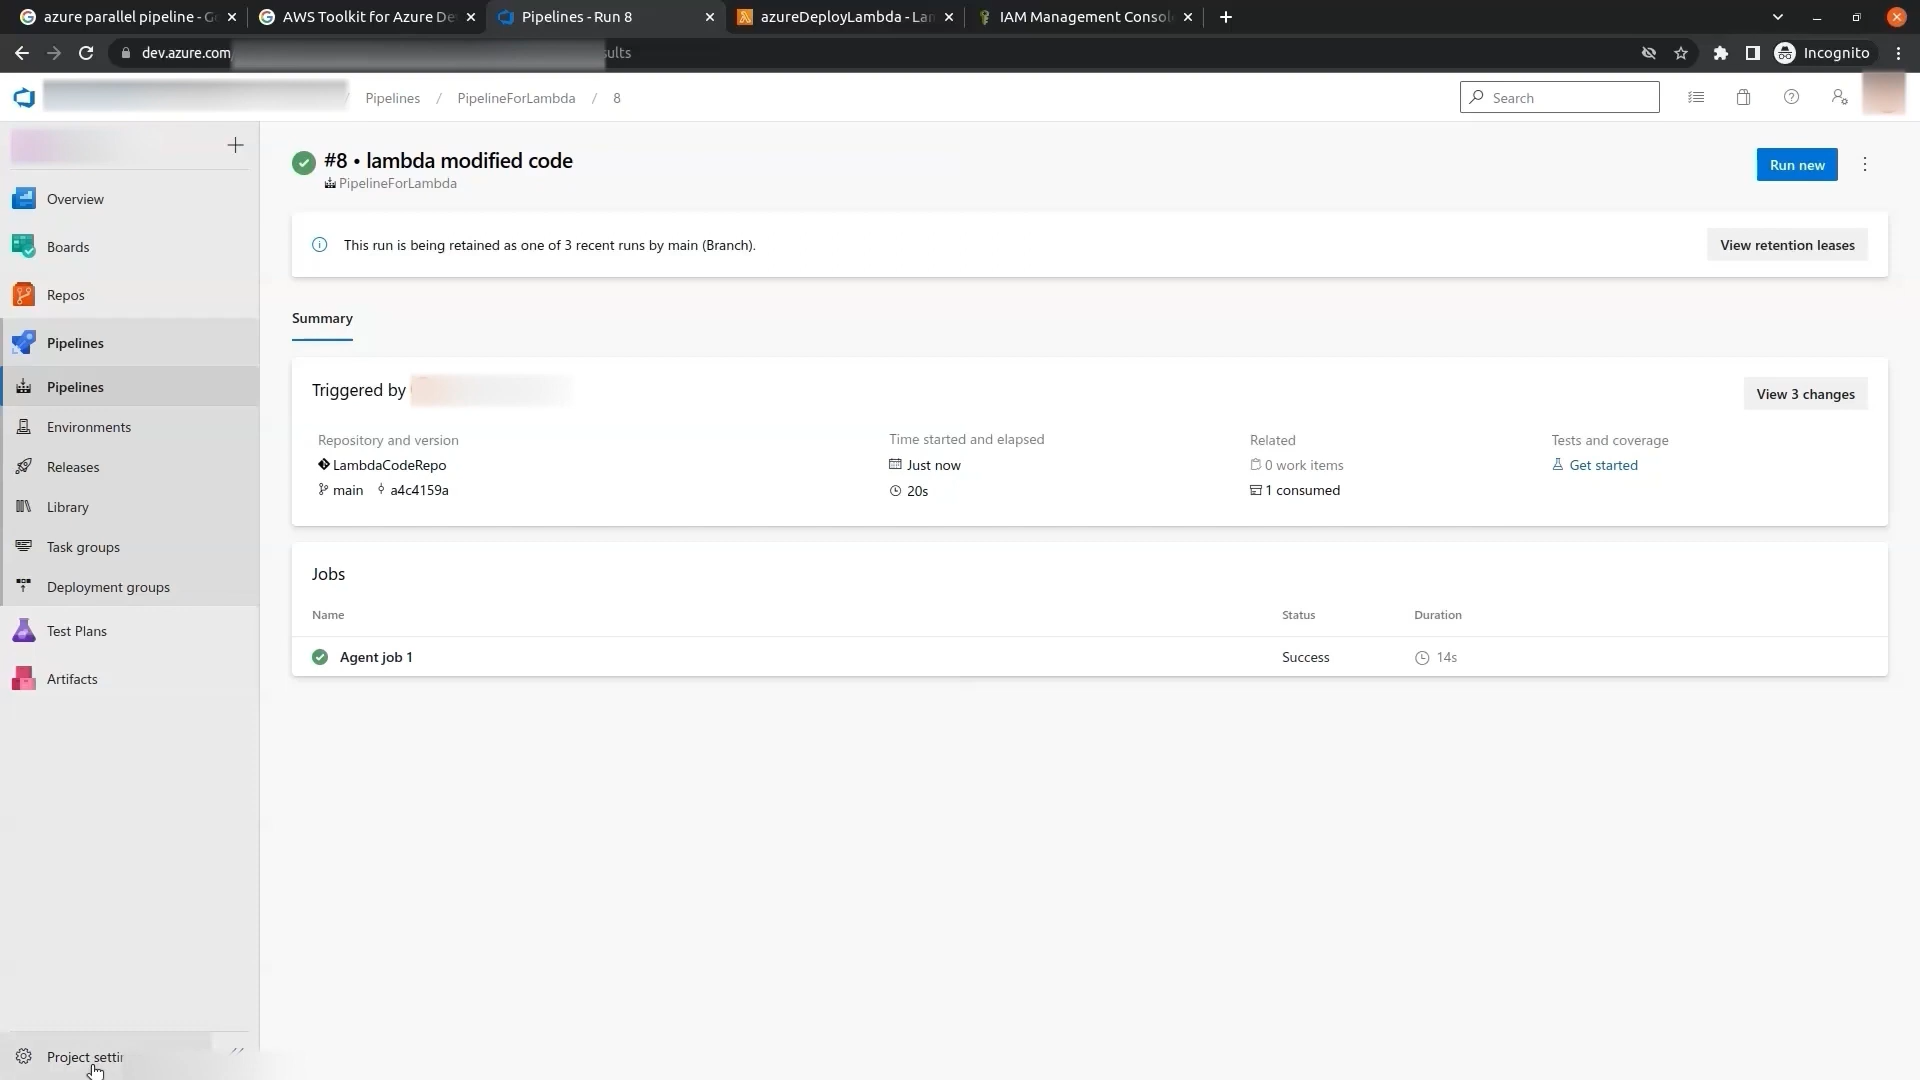 azure parallel pipeline - G
AWS Toolkit for Azure De
Pipelines - Run 8
azureDeployLambda - Lam
IAM Management Consol
dev.azure.com
sults
Incognito
/ Pipelines / PipelineForLambda / 8
Search
Overview
Boards
Repos
Pipelines
Pipelines
Environments
Releases
Library
Task groups
Deployment groups
Test Plans
Artifacts
Project settin
#8 • lambda modified code
PipelineForLambda
Run new
This run is being retained as one of 3 recent runs by main (Branch).
View retention leases
Summary
Triggered by
View 3 changes
Repository and version
LambdaCodeRepo
main a4c4159a
Time started and elapsed
Just now
20s
Related
0 work items
1 consumed
Tests and coverage
Get started
Jobs
Name Status Duration
Agent job 1 Success 14s